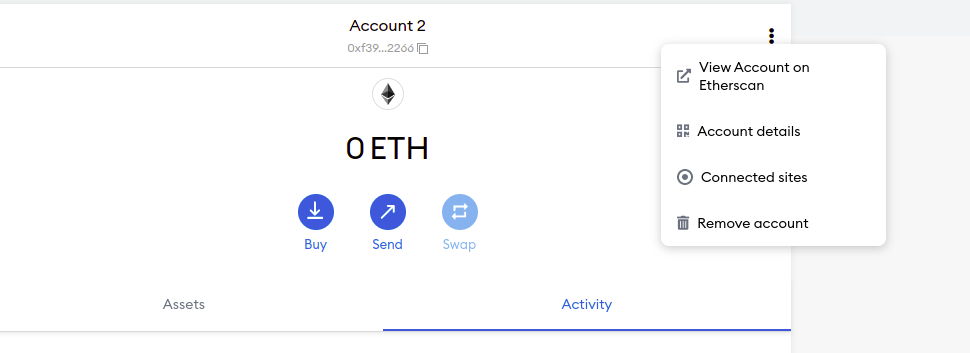 Account 2
0xf39...2266
View Account on
Etherscan
Account details
Connected sites
Remove account
0 ETH
Buy
Send
Swap
Assets
Activity